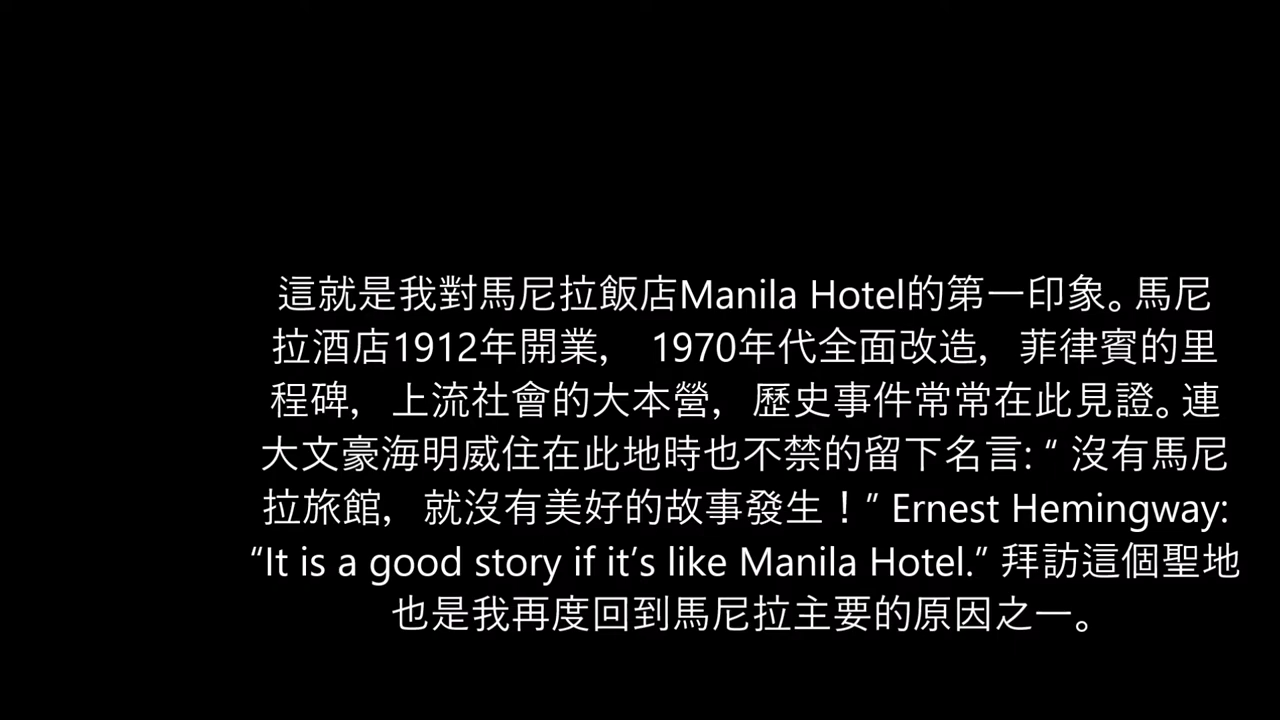 這就是我對馬尼拉飯店Manila Hotel的第一印象。馬尼
拉酒店1912年開業， 1970年代全面改造，菲律賓的里
程碑，上流社會的大本營，歷史事件常常在此見證。連
大文豪海明威住在此地時也不禁的留下名言: “ 沒有馬尼
拉旅館，就沒有美好的故事發生！” Ernest Hemingway:
“It is a good story if it’s like Manila Hotel.” 拜訪這個聖地
也是我再度回到馬尼拉主要的原因之一。